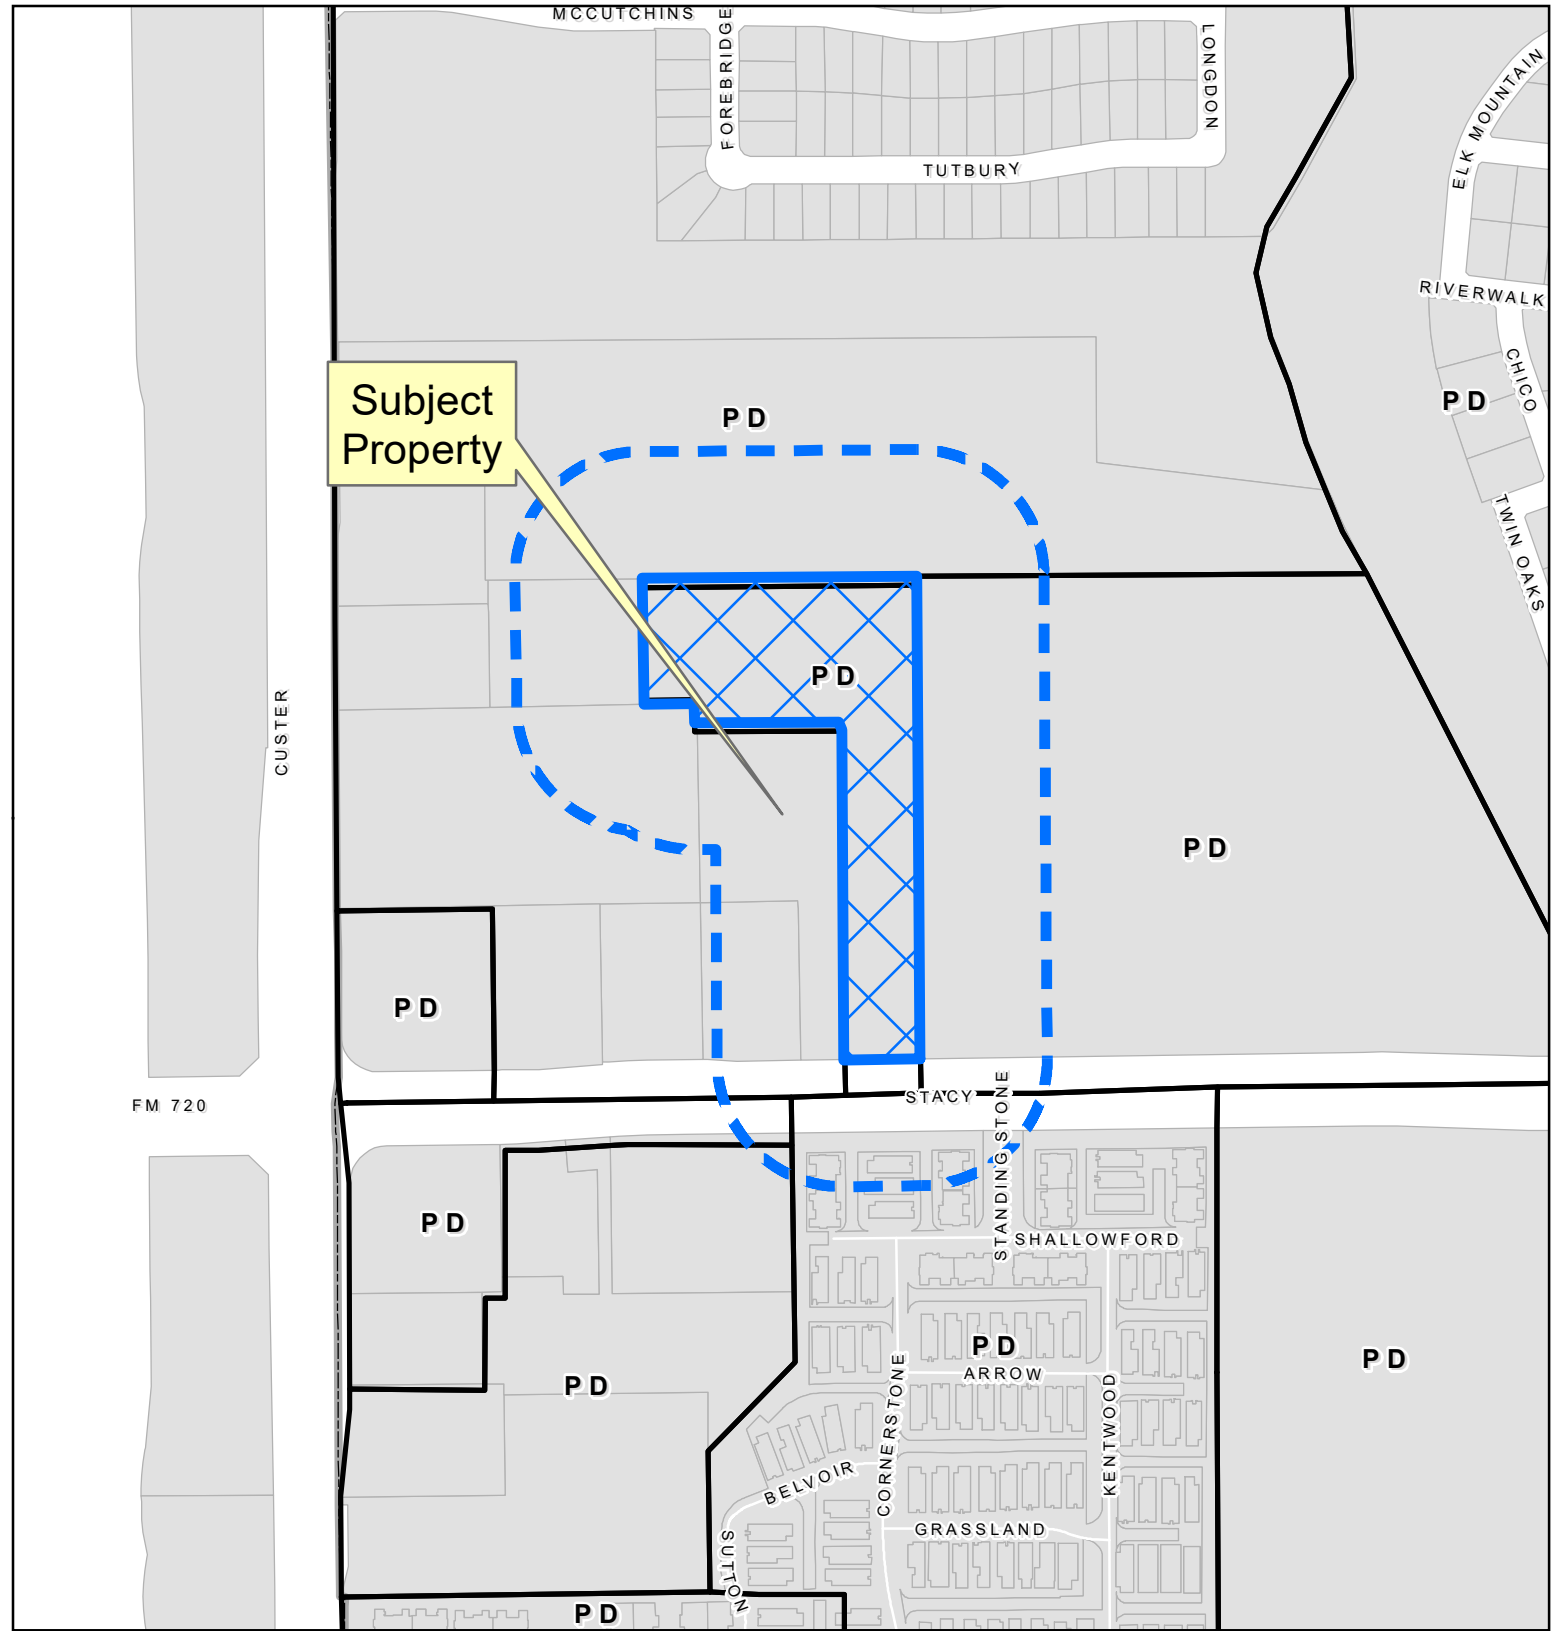 MCCUTCHINS
FOREBRIDGE
LONGDON
TUTBURY
ELK MOUNTAIN
RIVERWALK
CHICO
TWIN OAKS
Subject
Property
PD
PD
PD
PD
CUSTER
PD
FM 720
STACY
STANDING STONE
PD
SHALLOWFORD
PD
ARROW
PD
PD
CORNERSTONE
KENTWOOD
BELVOIR
GRASSLAND
SUTTON
PD